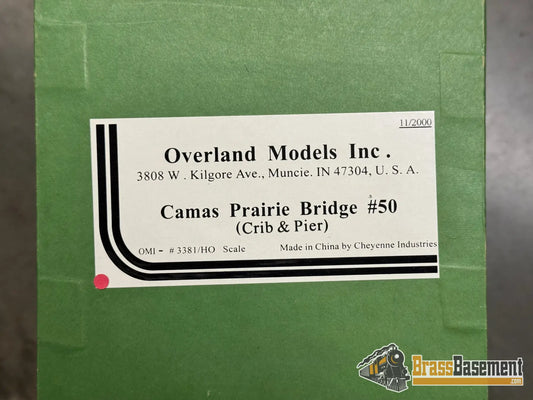 11/2000
Overland Models Inc .
3808 W . Kilgore Ave., Muncie. IN 47304, U. S. A.
Camas Prairie Bridge #50
(Crib & Pier)
OMI - # 3381/HO Scale Made in China by Cheyenne Industries
BrassBasement
.com